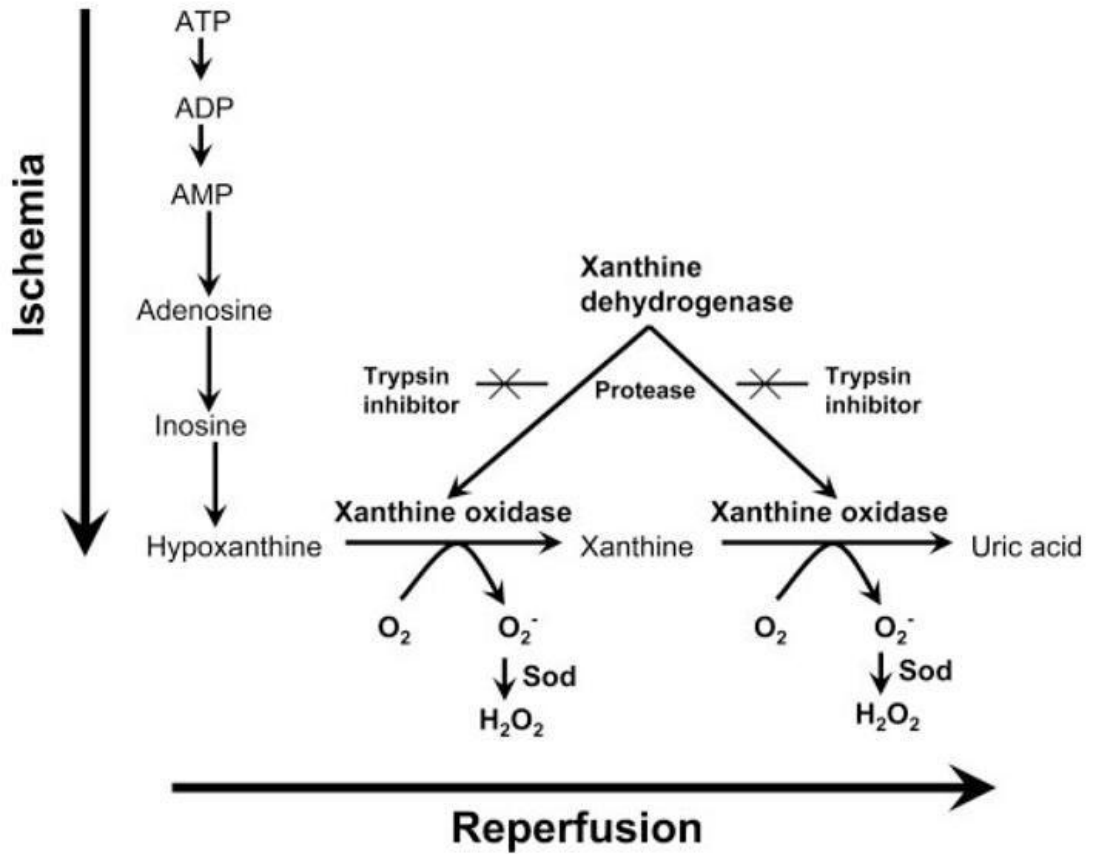 ATP
ADP
AMP
Ischemia
Adenosine
Inosine
Hypoxanthine
Xanthine
dehydrogenase
Trypsin
inhibitor
Protease
Trypsin
inhibitor
Xanthine oxidase
Xanthine
Xanthine oxidase
Uric acid
O₂
O₂⁻
Sod
H₂O₂
O₂
O₂⁻
Sod
H₂O₂
Reperfusion